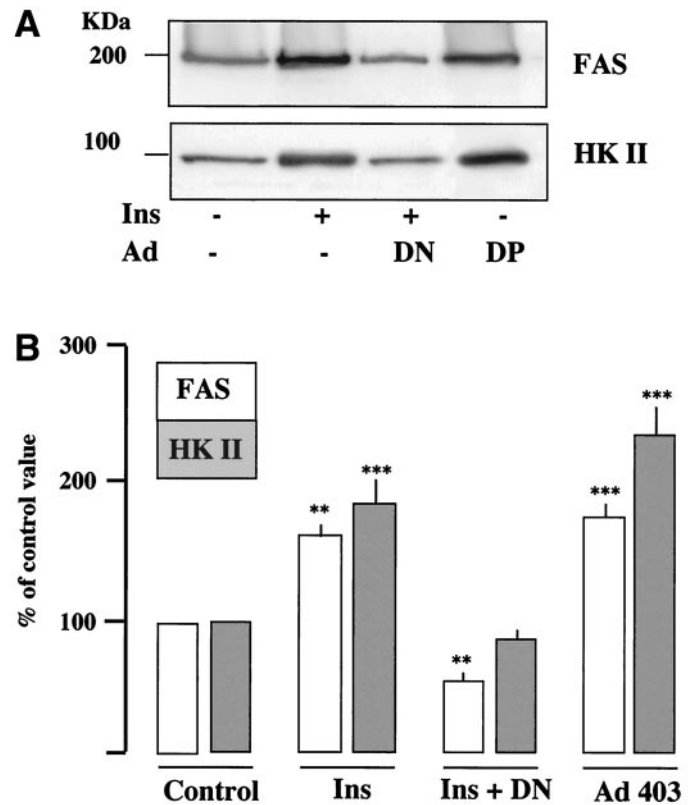 A
KDa
200
FAS
100
HK II
Ins - + + -
Ad - - DN DP
B
300
FAS
HK II
200
100
% of control value
** ***
**
*** ***
Control Ins Ins + DN Ad 403